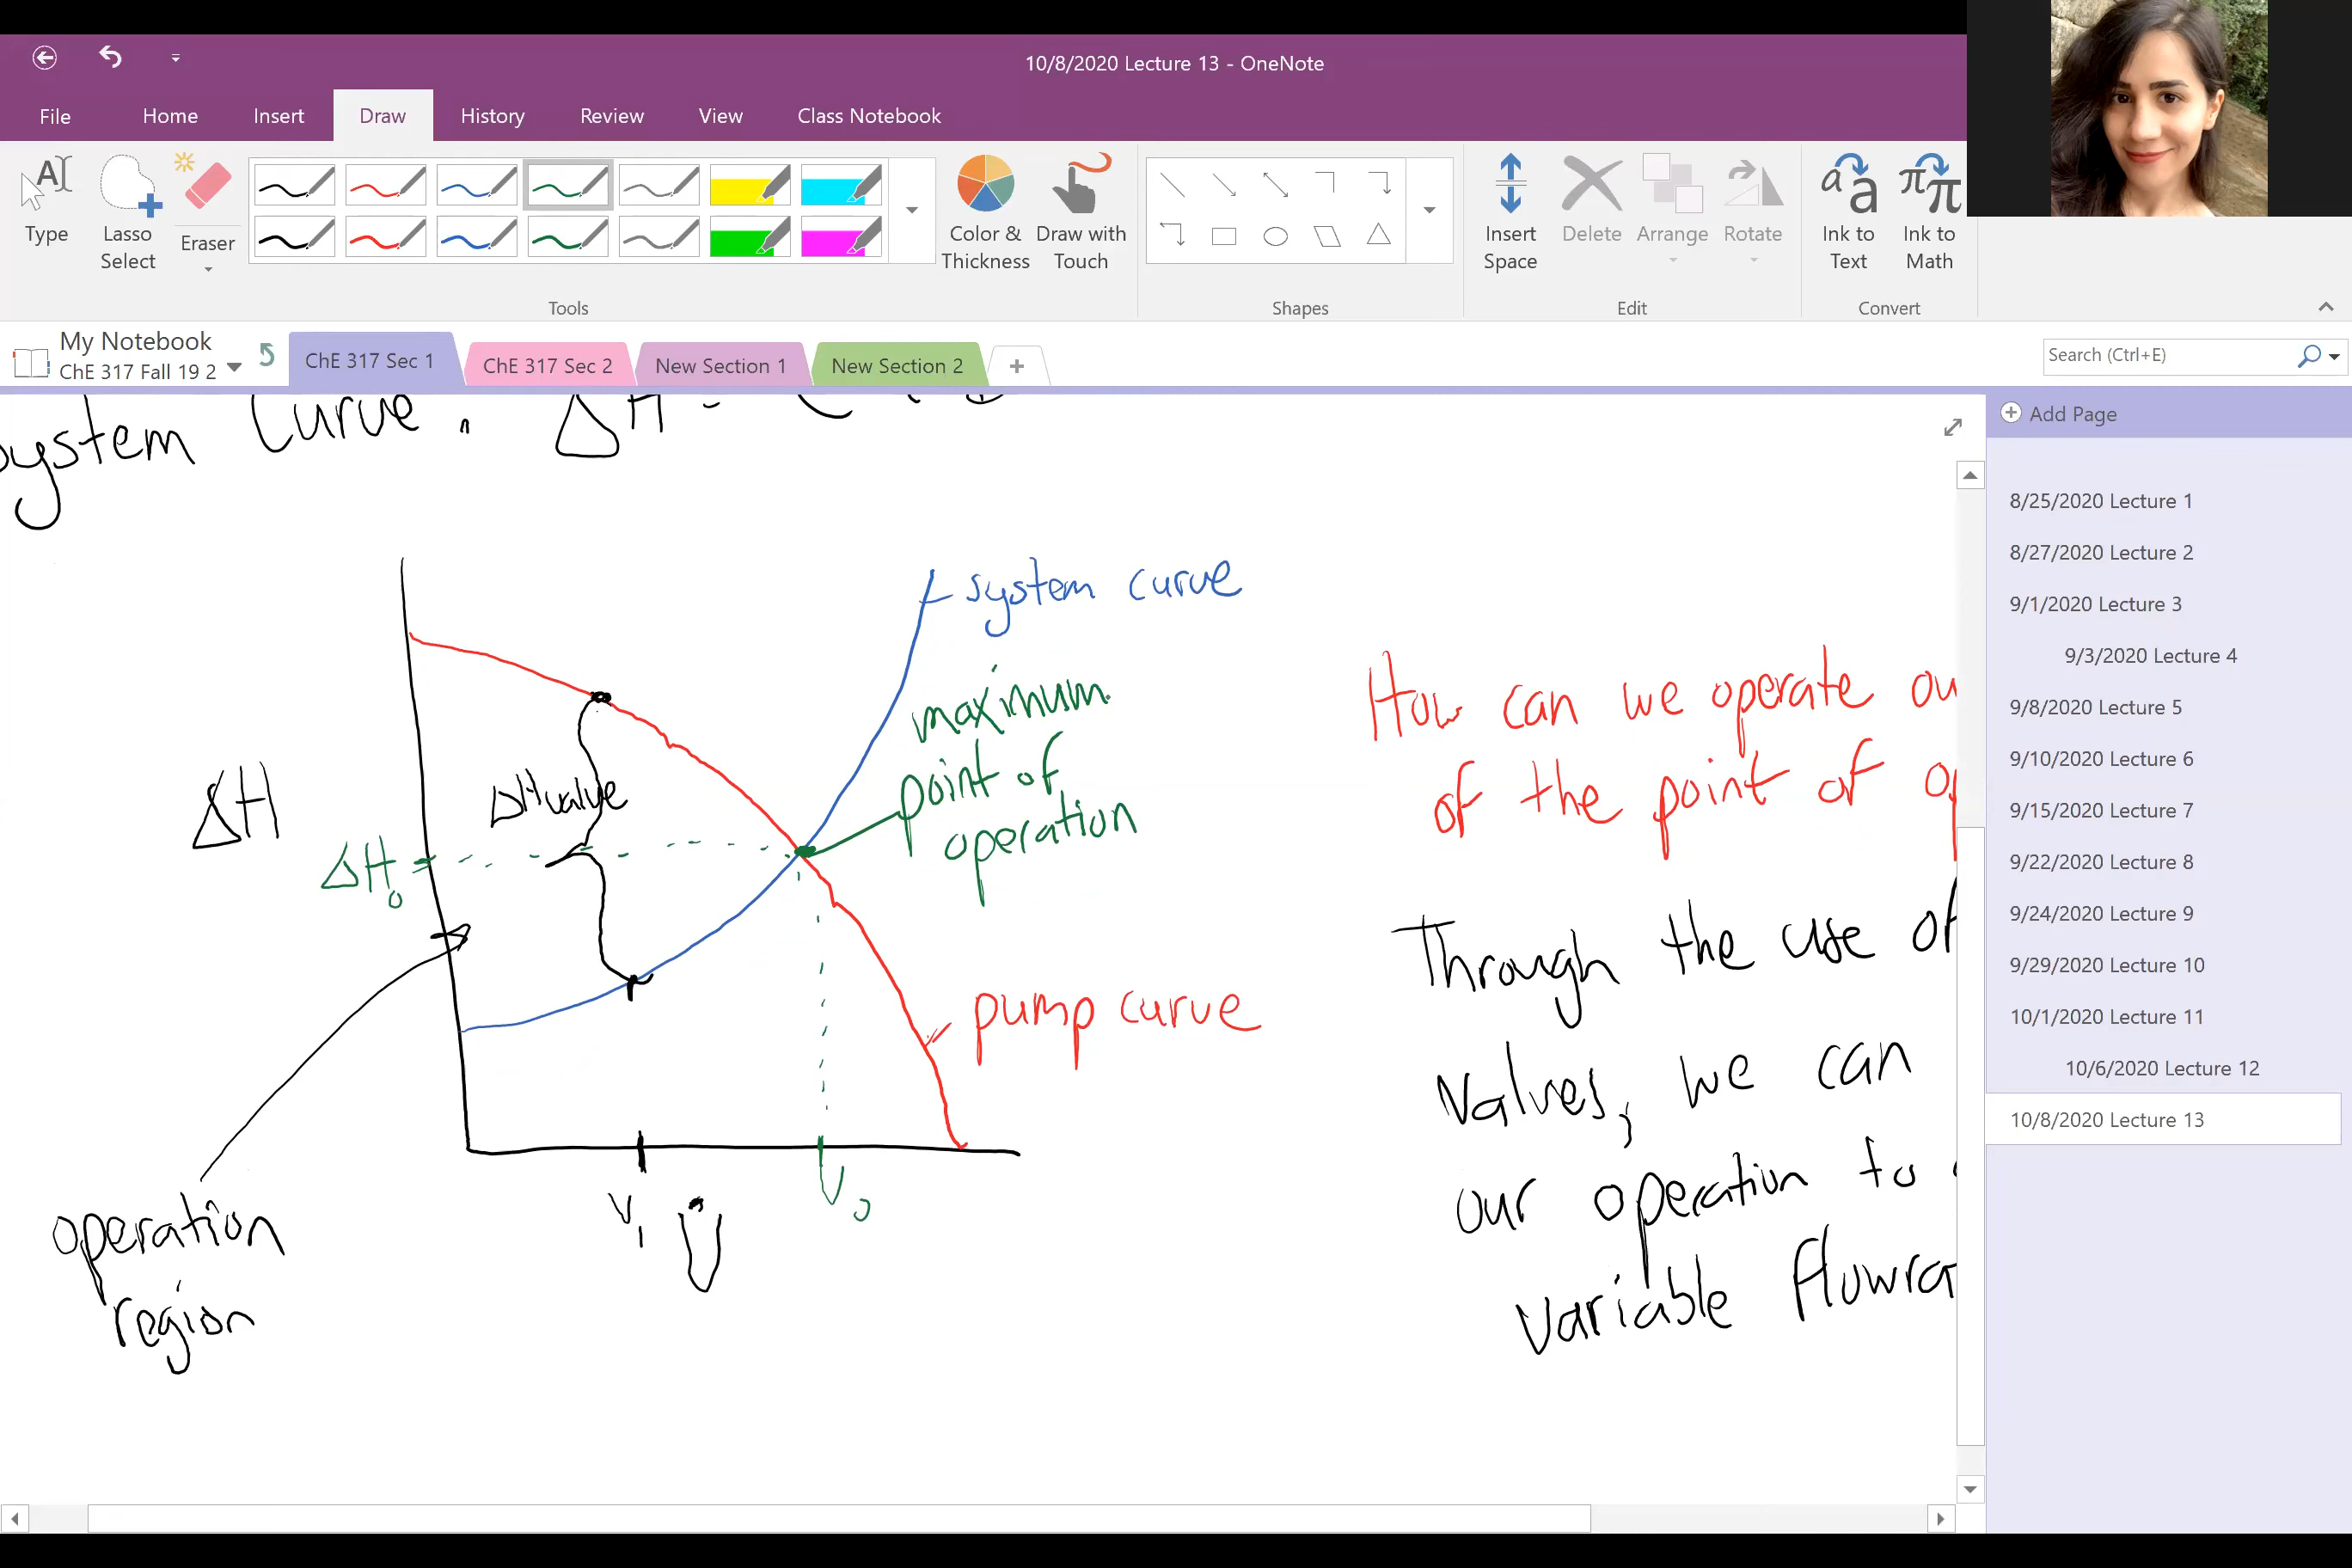 10/8/2020 Lecture 13 - OneNote
File Home Insert Draw History Review View Class Notebook
Type
Lasso Select
Eraser
Color & Thickness
Draw with Touch
Insert Space
Delete
Arrange
Rotate
Ink to Text
Ink to Math
Tools Shapes Edit Convert
My Notebook
ChE 317 Fall 19 2
ChE 317 Sec 1
ChE 317 Sec 2
New Section 1
New Section 2
Search (Ctrl+E)
Add Page
8/25/2020 Lecture 1
8/27/2020 Lecture 2
9/1/2020 Lecture 3
9/3/2020 Lecture 4
9/8/2020 Lecture 5
9/10/2020 Lecture 6
9/15/2020 Lecture 7
9/22/2020 Lecture 8
9/24/2020 Lecture 9
9/29/2020 Lecture 10
10/1/2020 Lecture 11
10/6/2020 Lecture 12
10/8/2020 Lecture 13
system Curve: ΔH =
system curve
maximum
point of
operation
ΔH
ΔHvalve
ΔH₀
pump curve
V₁
V̇
V₀
operation
region
How can we operate ou
of the point of
Through the use of
Valves, we can
our operation to
variable flowra